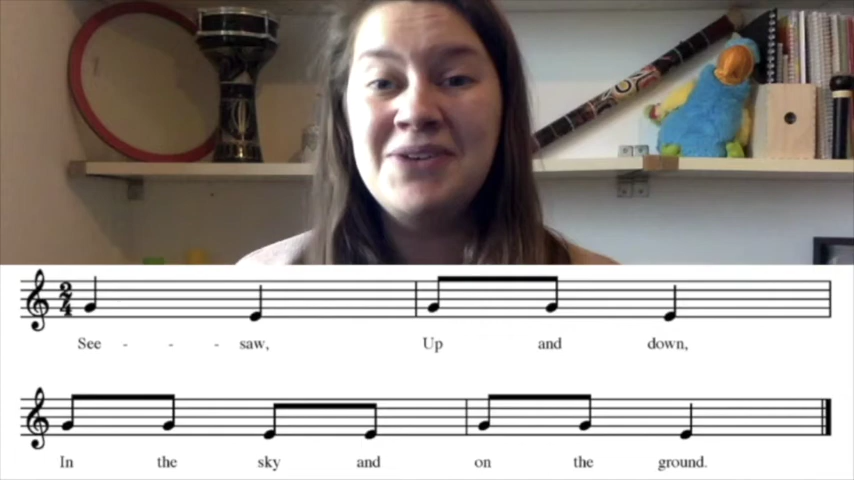 See - - - saw, Up and down,
In the sky and on the ground.